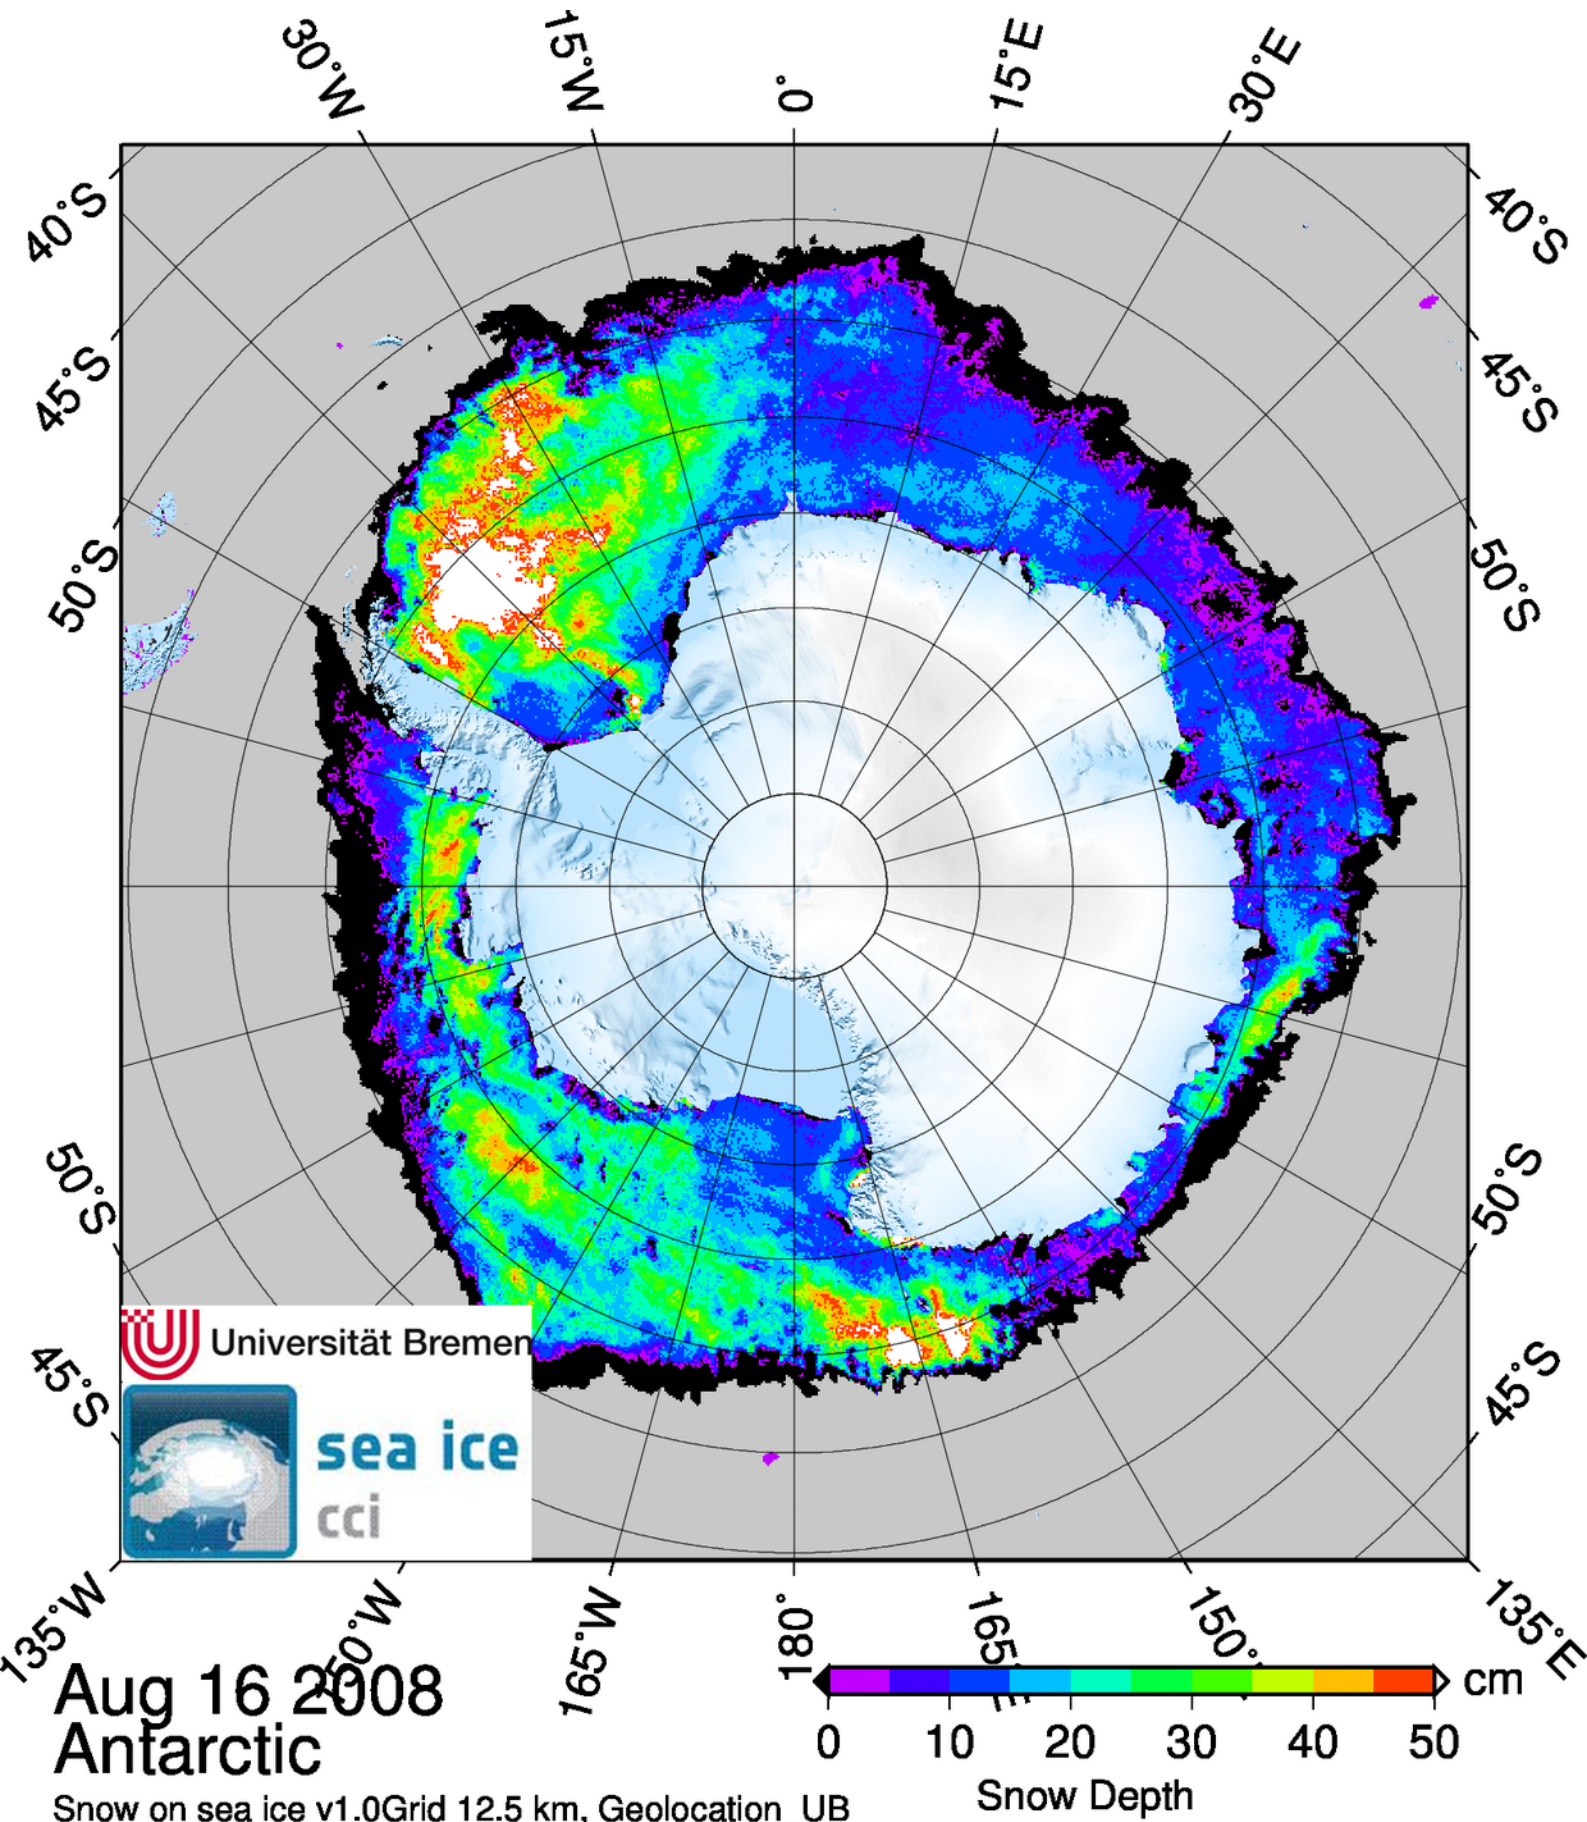 30°W 15°W 0° 15°E 30°E
40°S 40°S
45°S 45°S
50°S 50°S
50°S 50°S
45°S 45°S
Universität Bremen
sea ice
cci
135°W 165°W 180° 135°E
Aug 16 2008
Antarctic
Snow on sea ice v1.0Grid 12.5 km, Geolocation UB
cm
0 10 20 30 40 50
Snow Depth